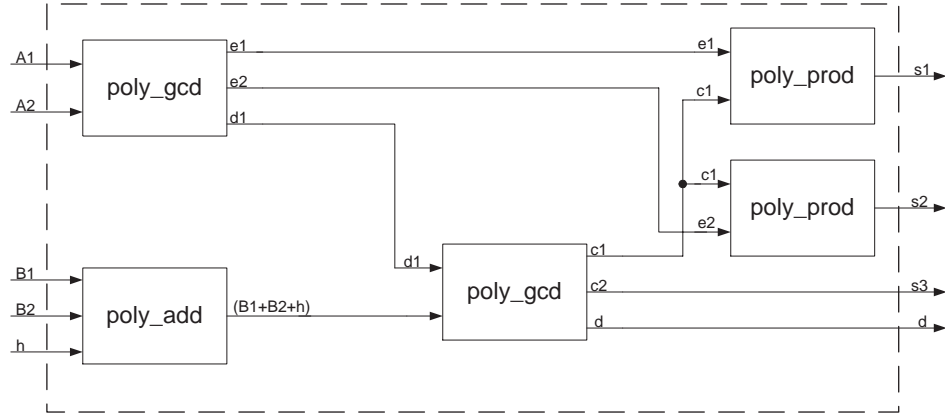 e1 e1
A1
s1
poly_gcd
poly_prod
e2
c1
A2
d1
c1
poly_prod
s2
e2
B1
c1
d1
c2 s3
B2
poly_add
(B1+B2+h)
poly_gcd
d d
h